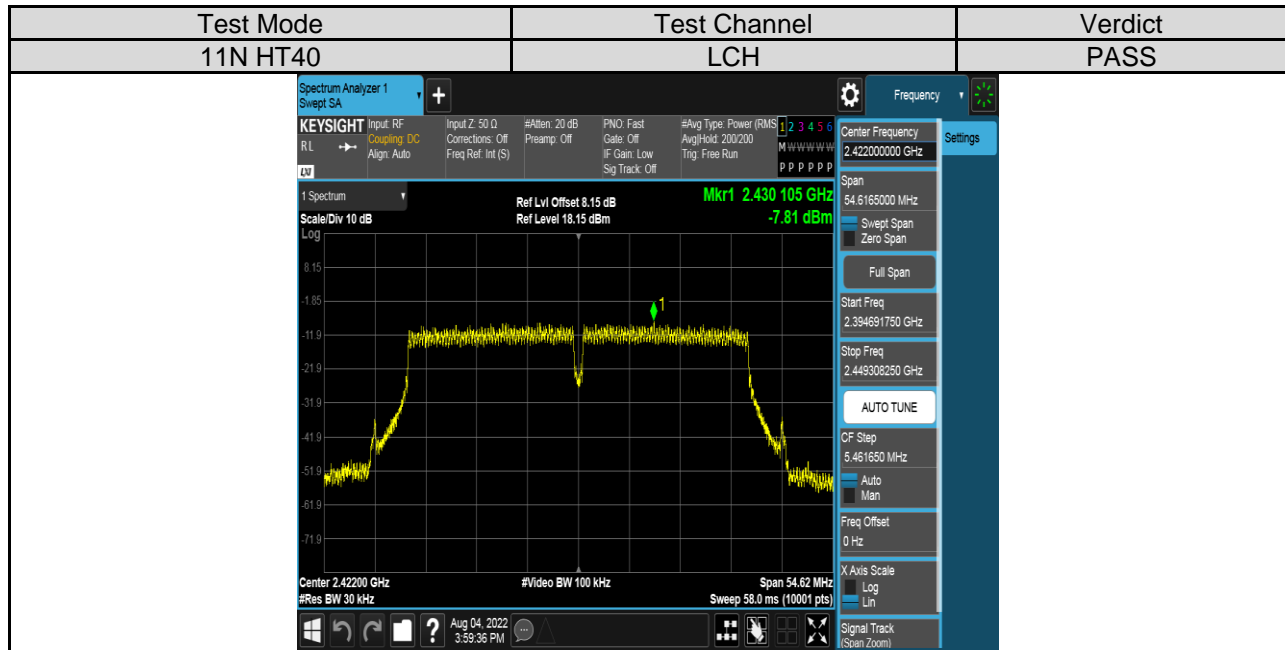 Test Mode Test Channel Verdict
11N HT40 LCH PASS
Spectrum Analyzer 1
Swept SA
+
Frequency
KEYSIGHT Input: RF Input Z: 50 Ω #Atten: 20 dB PNO: Fast #Avg Type: Power (RMS 1 2 3 4 5 6
RL Coupling: DC Corrections: Off Preamp: Off Gate: Off Avg|Hold: 200/200 M W W W W W
Align: Auto Freq Ref: Int (S) IF Gain: Low Trig: Free Run
LXI Sig Track: Off P P P P P P
Center Frequency
2.422000000 GHz
Settings
1 Spectrum
Ref Lvl Offset 8.15 dB
Mkr1 2.430 105 GHz
Scale/Div 10 dB Ref Level 18.15 dBm -7.81 dBm
Log
8.15
-1.85
1
-11.9
-21.9
-31.9
-41.9
-51.9
-61.9
-71.9
Center 2.42200 GHz #Video BW 100 kHz Span 54.62 MHz
#Res BW 30 kHz Sweep 58.0 ms (10001 pts)
Span
54.6165000 MHz
Swept Span
Zero Span
Full Span
Start Freq
2.394691750 GHz
Stop Freq
2.449308250 GHz
AUTO TUNE
CF Step
5.461650 MHz
Auto
Man
Freq Offset
0 Hz
X Axis Scale
Log
Lin
Signal Track
(Span Zoom)
? Aug 04, 2022
3:59:36 PM